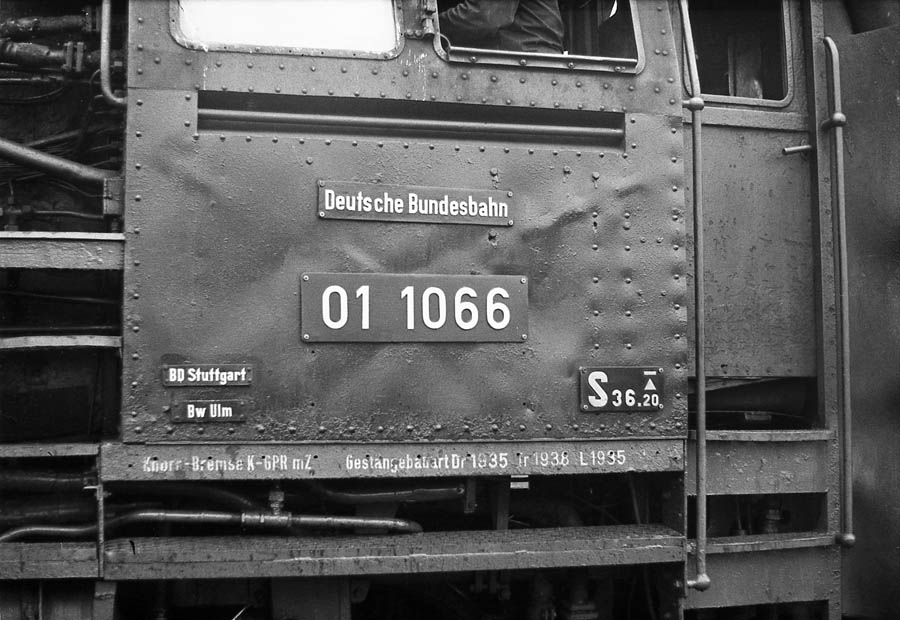 Deutsche Bundesbahn
01 1066
BD Stuttgart
Bw Ulm
S 36.20
Knorr-Bremse K-GPR mZ Gestängebauart Dr 1935 Tr 1938 L 1935